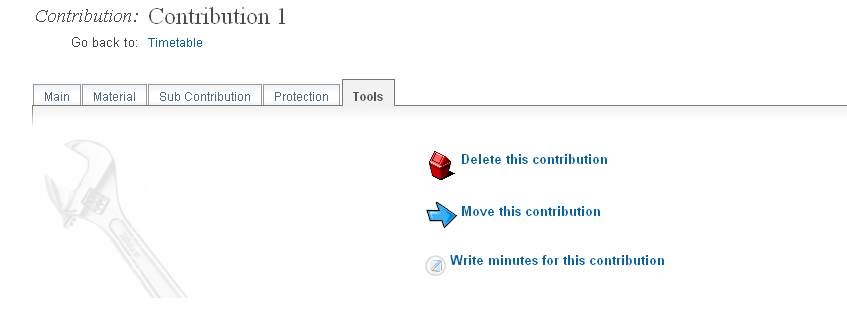 Contribution: Contribution 1
Go back to: Timetable
Main Material Sub Contribution Protection Tools
Delete this contribution
Move this contribution
Write minutes for this contribution